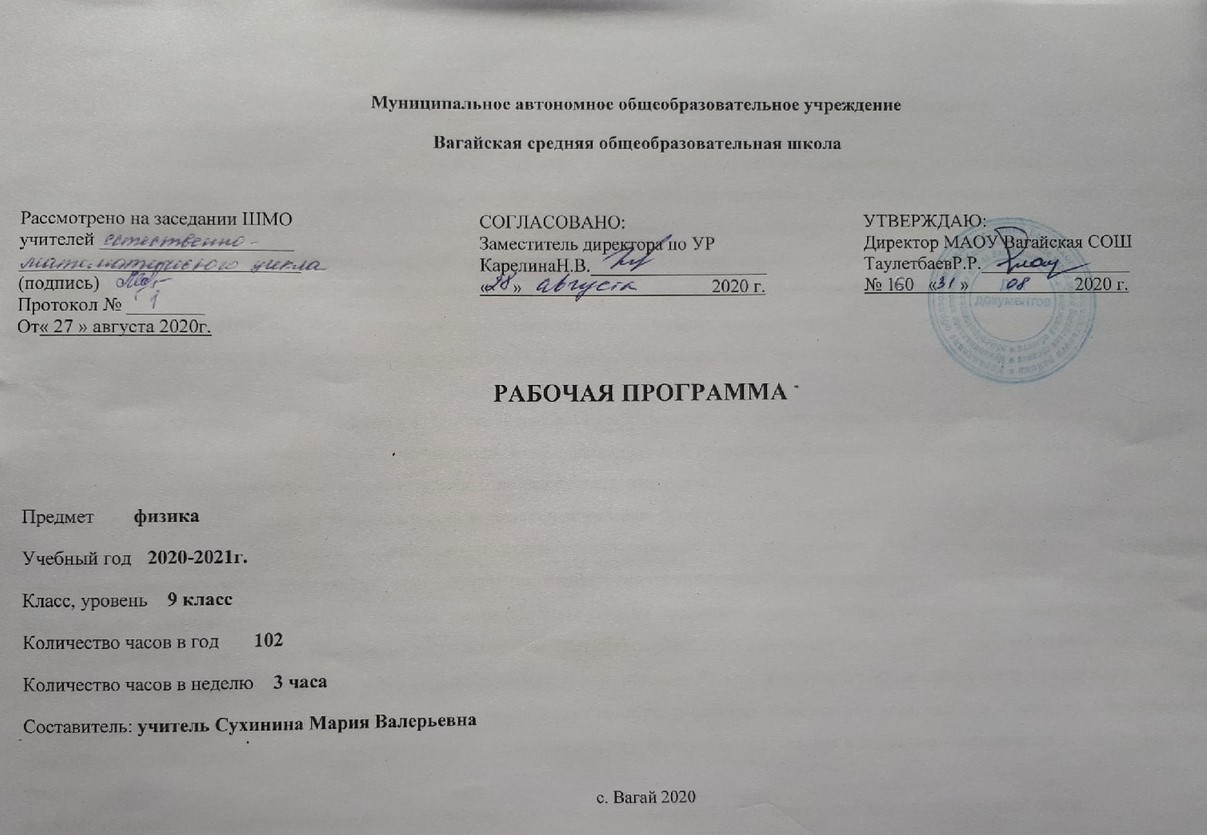 Муниципальное автономное общеобразовательное учреждение
Вагайская средняя общеобразовательная школа
Рассмотрено на заседании ШМО
учителей естественно-
математического цикла
(подпись)
Протокол № 1
От« 27 » августа 2020г.
СОГЛАСОВАНО:
Заместитель директора по УР
КарелинаН.В.
«28» августа 2020 г.
УТВЕРЖДАЮ:
Директор МАОУ Вагайская СОШ
ТаулетбаевР.Р.
№ 160 «31» 08 2020 г.
документов
РАБОЧАЯ ПРОГРАММА
Предмет физика
Учебный год 2020-2021г.
Класс, уровень 9 класс
Количество часов в год 102
Количество часов в неделю 3 часа
Составитель: учитель Сухинина Мария Валерьевна
с. Вагай 2020